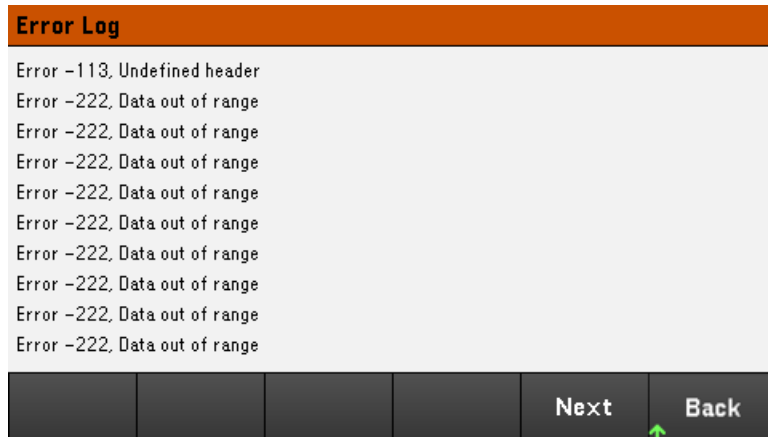 Error Log
Error -113, Undefined header
Error -222, Data out of range
Error -222, Data out of range
Error -222, Data out of range
Error -222, Data out of range
Error -222, Data out of range
Error -222, Data out of range
Error -222, Data out of range
Error -222, Data out of range
Error -222, Data out of range
Next Back